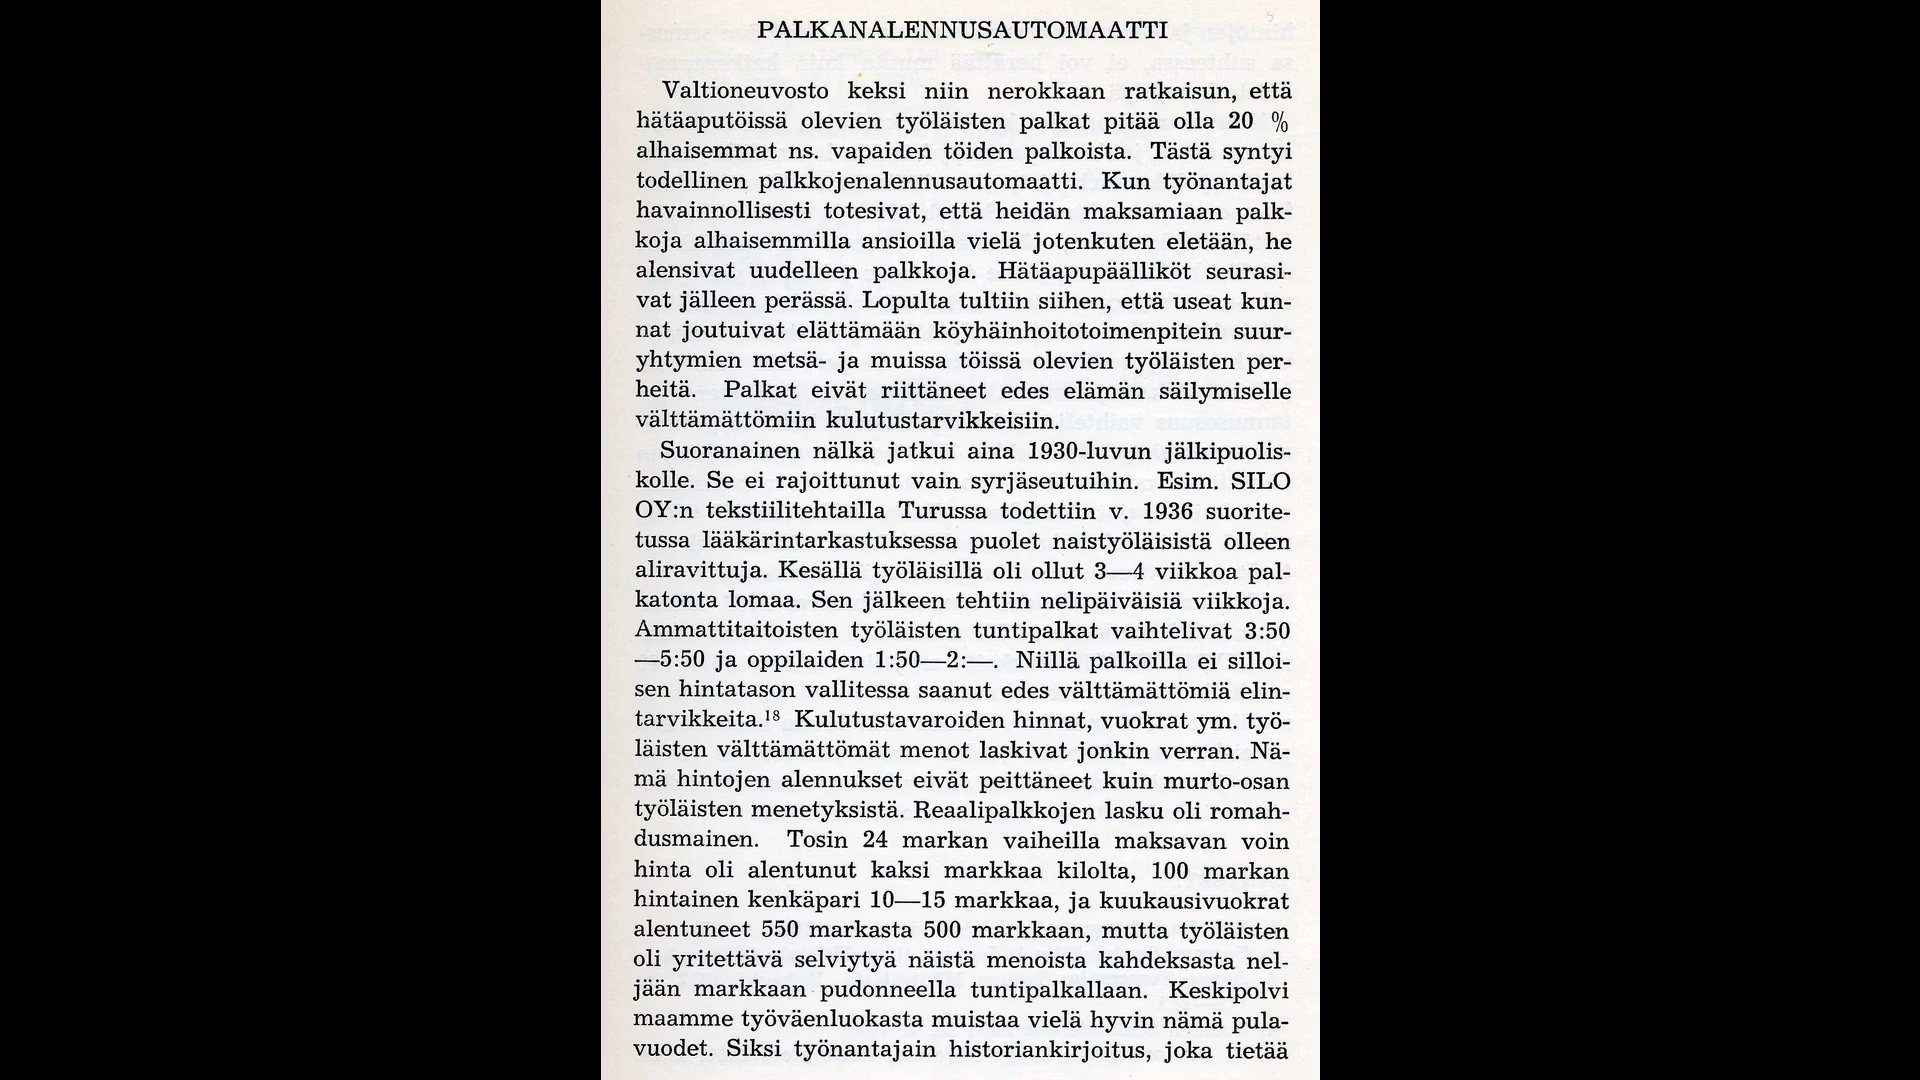 PALKANALENNUSAUTOMAATTI
Valtioneuvosto keksi niin nerokkaan ratkaisun, että
hätäaputöissä olevien työläisten palkat pitää olla 20 %
alhaisemmat ns. vapaiden töiden palkoista. Tästä syntyi
todellinen palkkojenalennusautomaatti. Kun työnantajat
havainnollisesti totesivat, että heidän maksamiaan palk-
koja alhaisemmilla ansioilla vielä jotenkuten eletään, he
alensivat uudelleen palkkoja. Hätäapupäälliköt seurasi-
vat jälleen perässä. Lopulta tultiin siihen, että useat kun-
nat joutuivat elättämään köyhäinhoitotoimenpitein suur-
yhtymien metsä- ja muissa töissä olevien työläisten per-
heitä. Palkat eivät riittäneet edes elämän säilymiselle
välttämättömiin kulutustarvikkeisiin.
Suoranainen nälkä jatkui aina 1930-luvun jälkipuolis-
kolle. Se ei rajoittunut vain syrjäseutuihin. Esim. SILO
OY:n tekstiilitehtailla Turussa todettiin v. 1936 suorite-
tussa lääkärintarkastuksessa puolet naistyöläisistä olleen
aliravittuja. Kesällä työläisillä oli ollut 3—4 viikkoa pal-
katonta lomaa. Sen jälkeen tehtiin nelipäiväisiä viikkoja.
Ammattitaitoisten työläisten tuntipalkat vaihtelivat 3:50
—5:50 ja oppilaiden 1:50—2:—. Niillä palkoilla ei silloi-
sen hintatason vallitessa saanut edes välttämättömiä elin-
tarvikkeita.¹⁸ Kulutustavaroiden hinnat, vuokrat ym. työ-
läisten välttämättömät menot laskivat jonkin verran. Nä-
mä hintojen alennukset eivät peittäneet kuin murto-osan
työläisten menetyksistä. Reaalipalkkojen lasku oli romah-
dusmainen. Tosin 24 markan vaiheilla maksavan voin
hinta oli alentunut kaksi markkaa kilolta, 100 markan
hintainen kenkäpari 10—15 markkaa, ja kuukausivuokrat
alentuneet 550 markasta 500 markkaan, mutta työläisten
oli yritettävä selviytyä näistä menoista kahdeksasta nel-
jään markkaan pudonneella tuntipalkallaan. Keskipolvi
maamme työväenluokasta muistaa vielä hyvin nämä pula-
vuodet. Siksi työnantajain historiankirjoitus, joka tietää